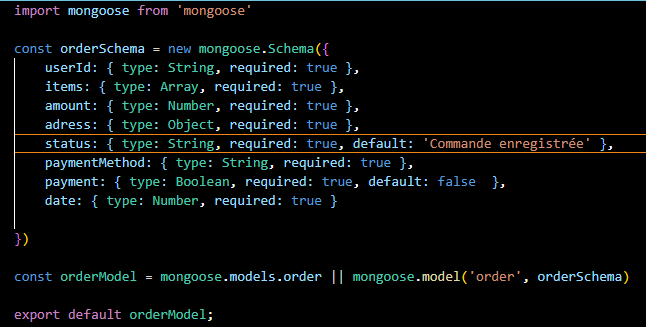 import mongoose from 'mongoose'
const orderSchema = new mongoose.Schema({
userId: { type: String, required: true },
items: { type: Array, required: true },
amount: { type: Number, required: true },
adress: { type: Object, required: true },
status: { type: String, required: true, default: 'Commande enregistrée' },
paymentMethod: { type: String, required: true },
payment: { type: Boolean, required: true, default: false  },
date: { type: Number, required: true }
})
const orderModel = mongoose.models.order || mongoose.model('order', orderSchema)
export default orderModel;